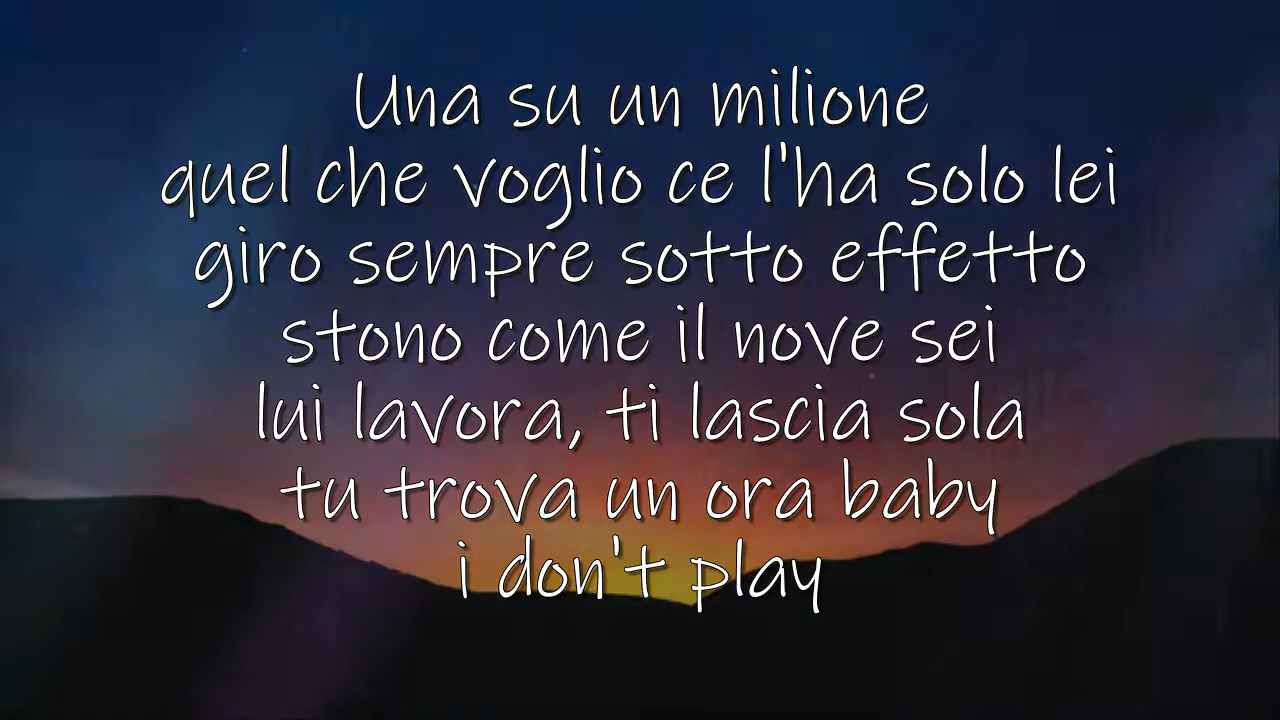 Una su un milione
quel che voglio ce l'ha solo lei
giro sempre sotto effetto
stono come il nove sei
lui lavora, ti lascia sola
tu trova un ora baby
i don't play